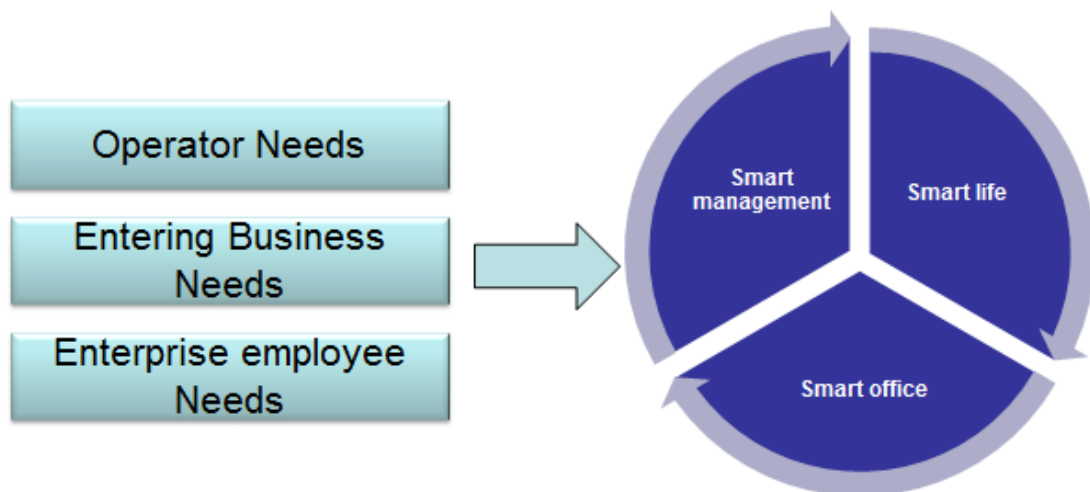 Operator Needs
Entering Business
Needs
Enterprise employee
Needs
Smart
management
Smart life
Smart office